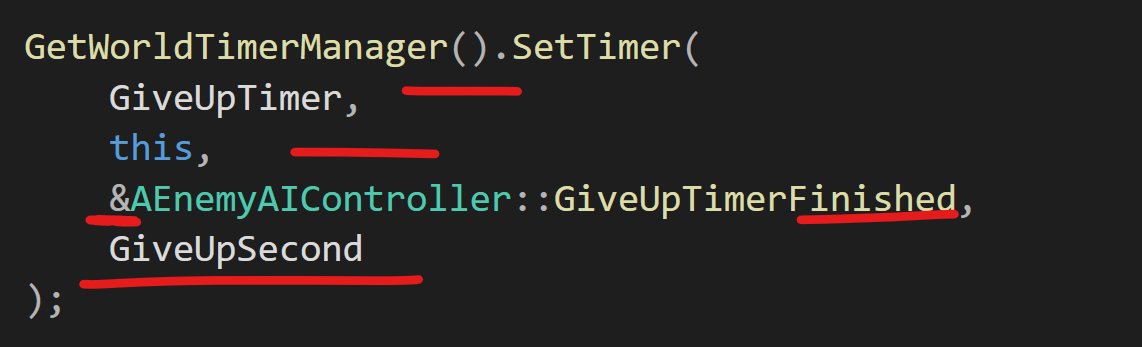 GetWorldTimerManager().SetTimer(
GiveUpTimer,
this,
&AEnemyAIController::GiveUpTimerFinished,
GiveUpSecond
);